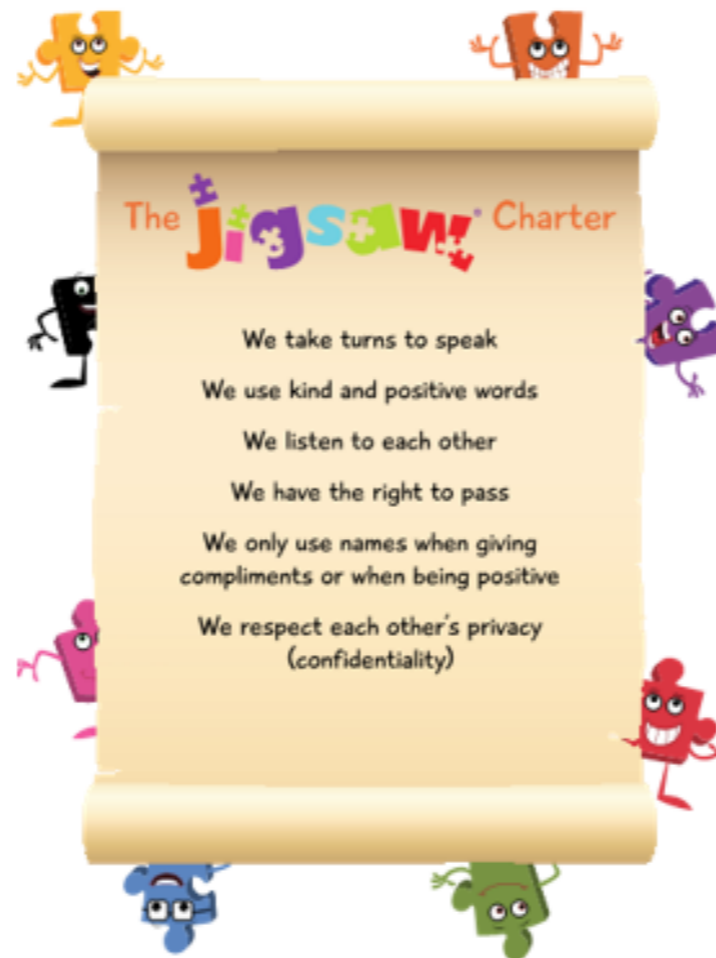 The jigsaw® Charter
We take turns to speak
We use kind and positive words
We listen to each other
We have the right to pass
We only use names when giving
compliments or when being positive
We respect each other's privacy
(confidentiality)